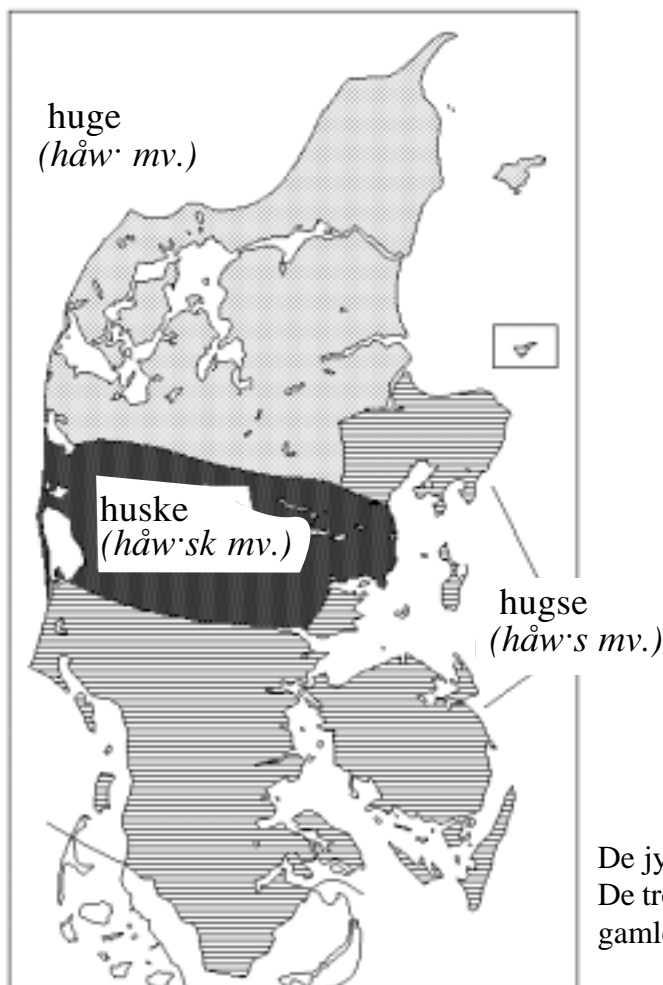 huge
(håw· mv.)
huske
(håw·sk mv.)
hugse
(håw·s mv.)
De jy
De tre
gamle